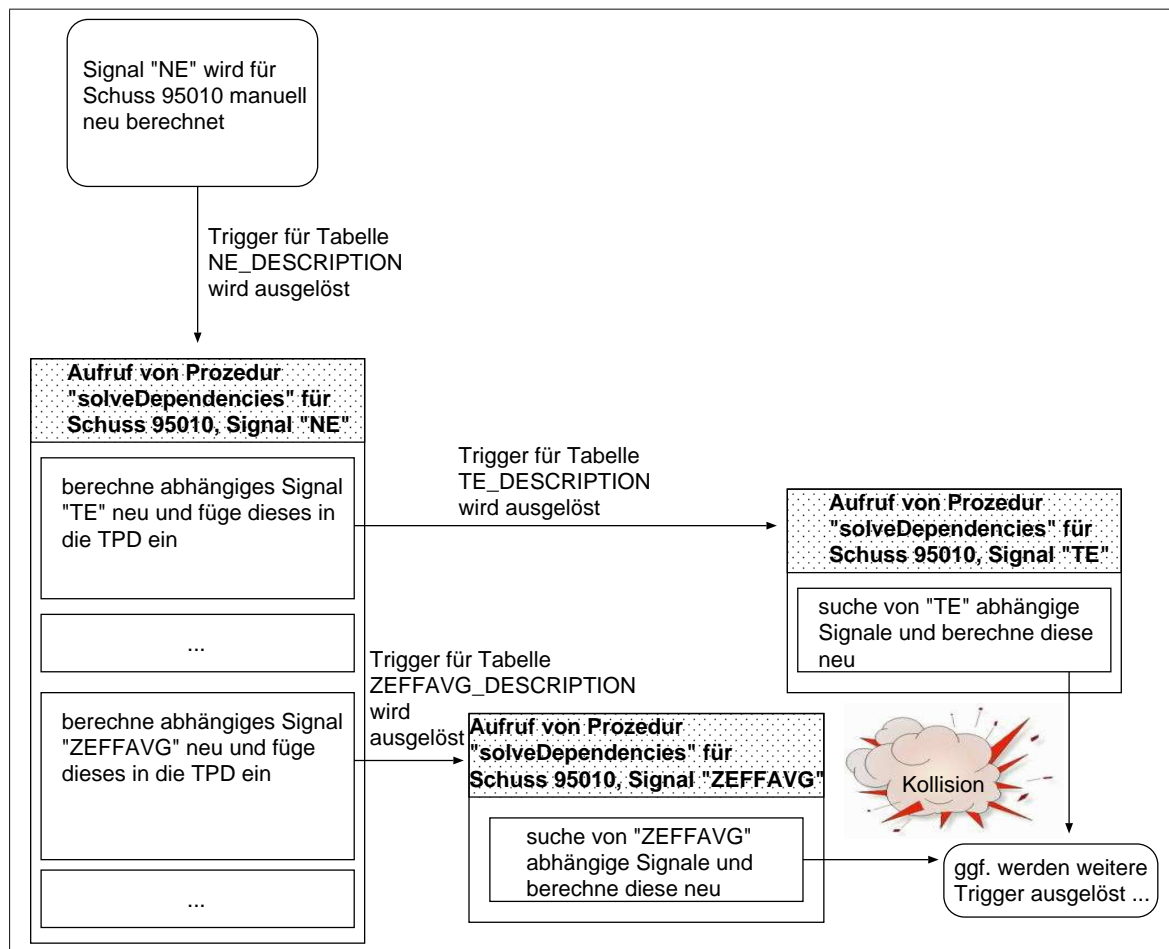 Signal "NE" wird für
Schuss 95010 manuell
neu berechnet
Trigger für Tabelle
NE_DESCRIPTION
wird ausgelöst
Aufruf von Prozedur
"solveDependencies" für
Schuss 95010, Signal "NE"
berechne abhängiges Signal
"TE" neu und füge dieses in
die TPD ein
...
berechne abhängiges Signal
"ZEFFAVG" neu und füge
dieses in die TPD ein
...
Trigger für Tabelle
TE_DESCRIPTION
wird ausgelöst
Aufruf von Prozedur
"solveDependencies" für
Schuss 95010, Signal "TE"
suche von "TE" abhängige
Signale und berechne diese
neu
Trigger für Tabelle
ZEFFAVG_DESCRIPTION
wird
ausgelöst
Aufruf von Prozedur
"solveDependencies" für
Schuss 95010, Signal "ZEFFAVG"
suche von "ZEFFAVG"
abhängige Signale und
berechne diese neu
Kollision
ggf. werden weitere
Trigger ausgelöst ...